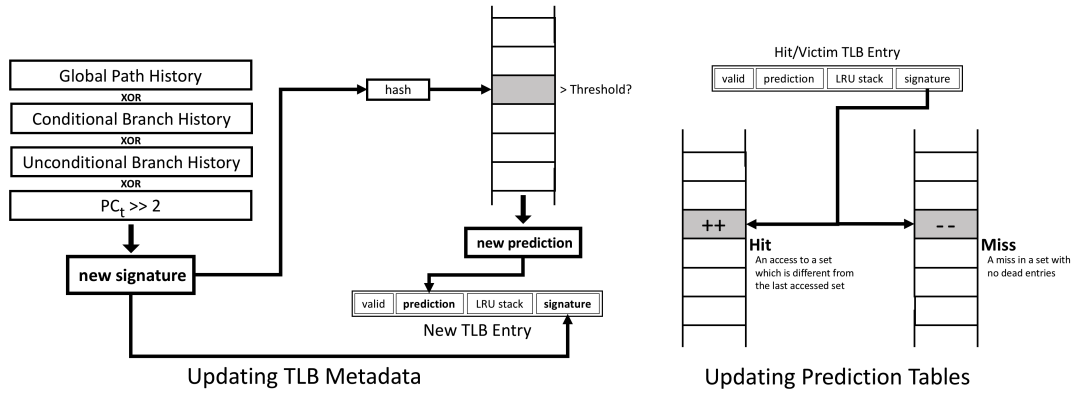 Global Path History
XOR
Conditional Branch History
XOR
Unconditional Branch History
XOR
PCt >> 2
new signature
hash
> Threshold?
new prediction
valid prediction LRU stack signature
New TLB Entry
Updating TLB Metadata
Hit/Victim TLB Entry
valid prediction LRU stack signature
++
Hit
An access to a set
which is different from
the last accessed set
--
Miss
A miss in a set with
no dead entries
Updating Prediction Tables